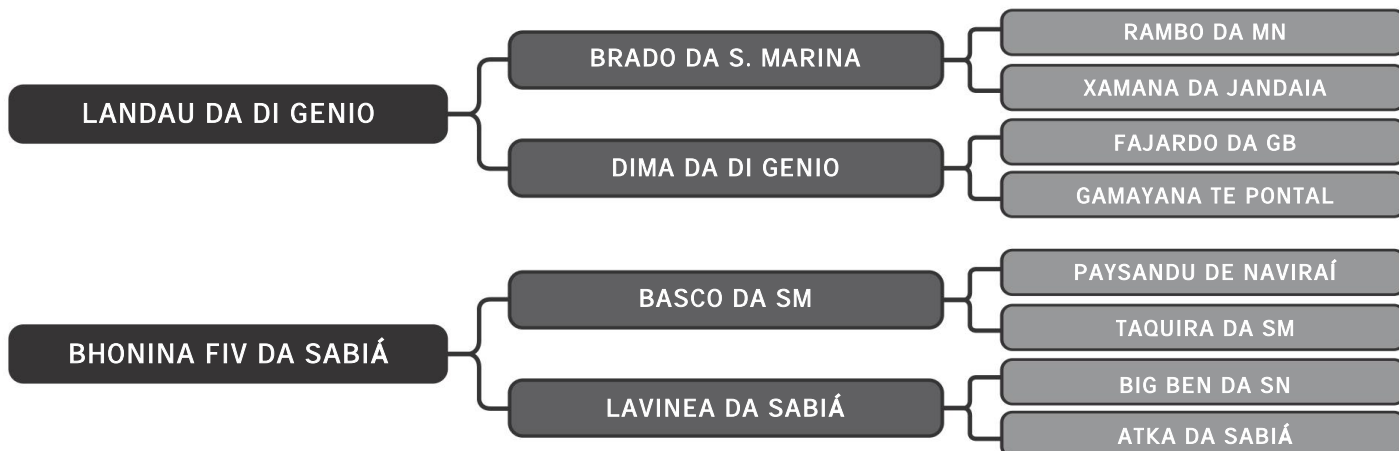 LANDAU DA DI GENIO
BRADO DA S. MARINA
RAMBO DA MN
XAMANA DA JANDAIA
DIMA DA DI GENIO
FAJARDO DA GB
GAMAYANA TE PONTAL
BHONINA FIV DA SABIÁ
BASCO DA SM
PAYSANDU DE NAVIRAÍ
TAQUIRA DA SM
LAVINEA DA SABIÁ
BIG BEN DA SN
ATKA DA SABIÁ